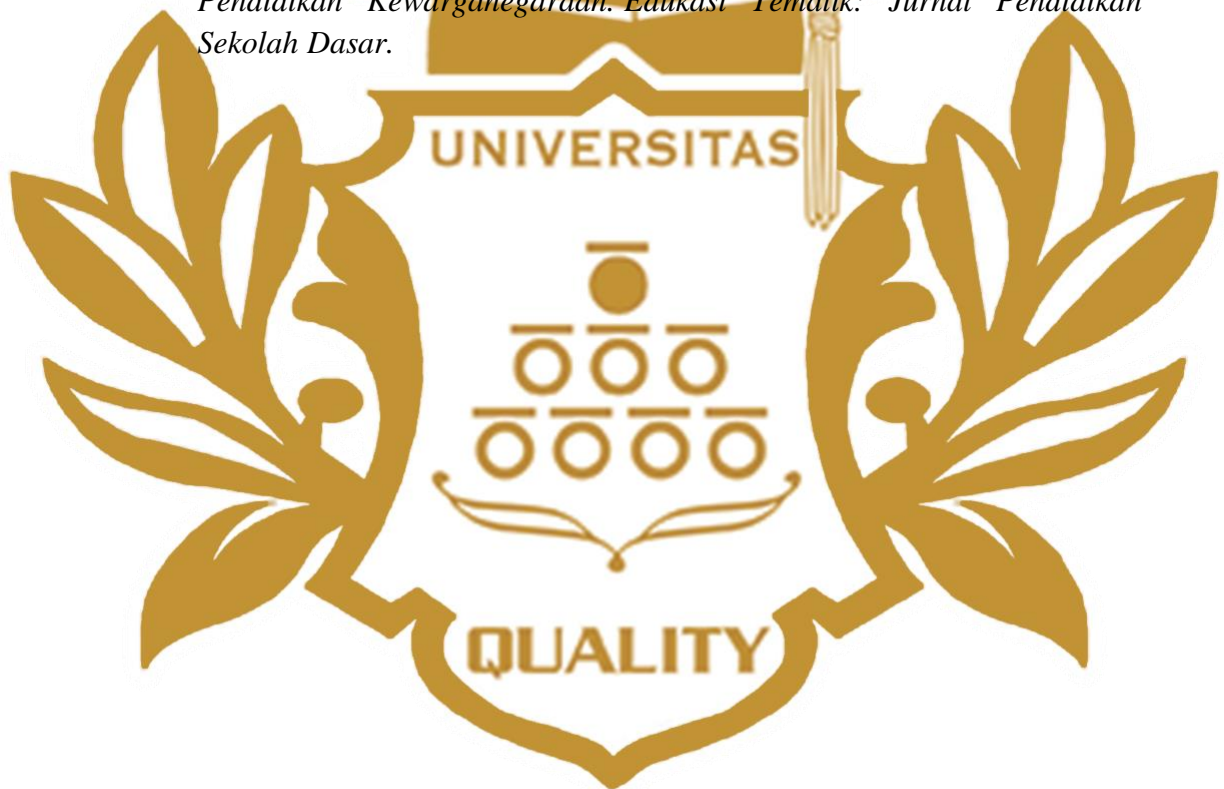 Pendidikan Kewarganegaraan. Edukasi Tematik: Jurnal Pendidikan
Sekolah Dasar.
UNIVERSITAS
QUALITY